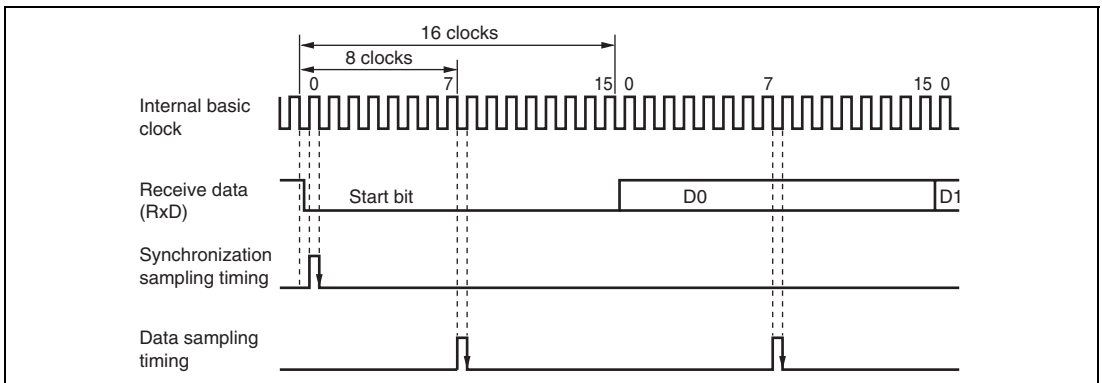 16 clocks
8 clocks
0 7 15 0 7 15 0
Internal basic
clock
Receive data
(RxD)
Start bit D0 D1
Synchronization
sampling timing
Data sampling
timing